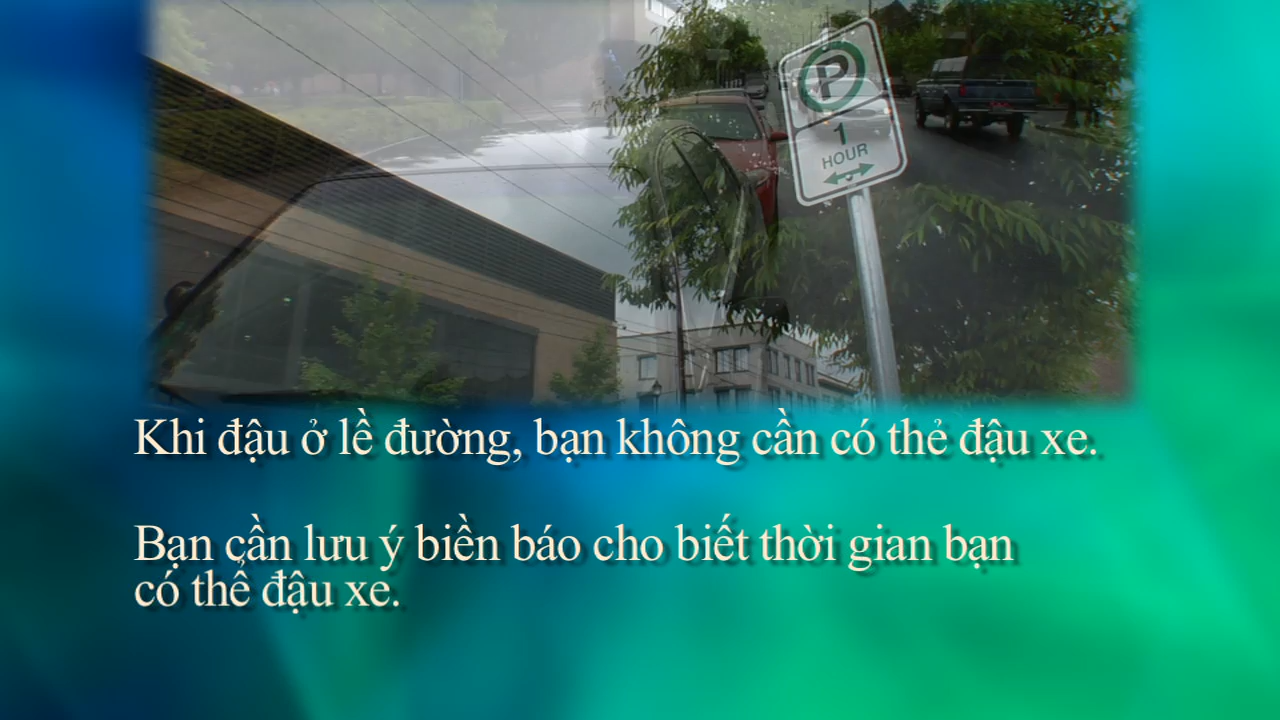 P
1
HOUR
Khi đậu ở lề đường, bạn không cần có thẻ đậu xe.
Bạn cần lưu ý biền báo cho biết thời gian bạn
có thể đậu xe.